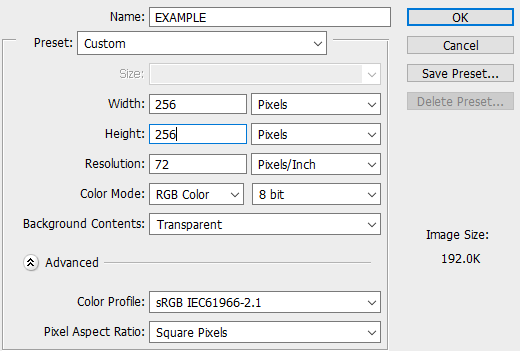 Name: EXAMPLE OK
Preset: Custom Cancel
Size: Save Preset...
Width: 256 Pixels Delete Preset...
Height: 256 Pixels
Resolution: 72 Pixels/Inch
Color Mode: RGB Color 8 bit
Background Contents: Transparent
Image Size:
192.0K
Advanced
Color Profile: sRGB IEC61966-2.1
Pixel Aspect Ratio: Square Pixels